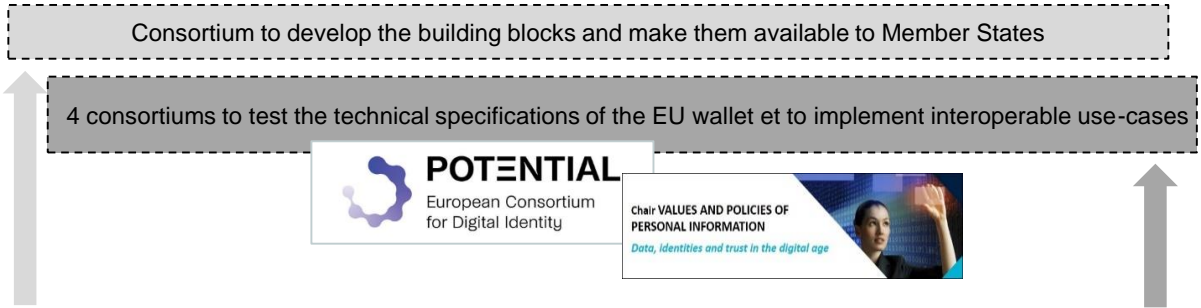 Consortium to develop the building blocks and make them available to Member States
4 consortiums to test the technical specifications of the EU wallet et to implement interoperable use-cases
POTΞNTIAL
European Consortium
for Digital Identity
Chair VALUES AND POLICIES OF
PERSONAL INFORMATION
Data, identities and trust in the digital age